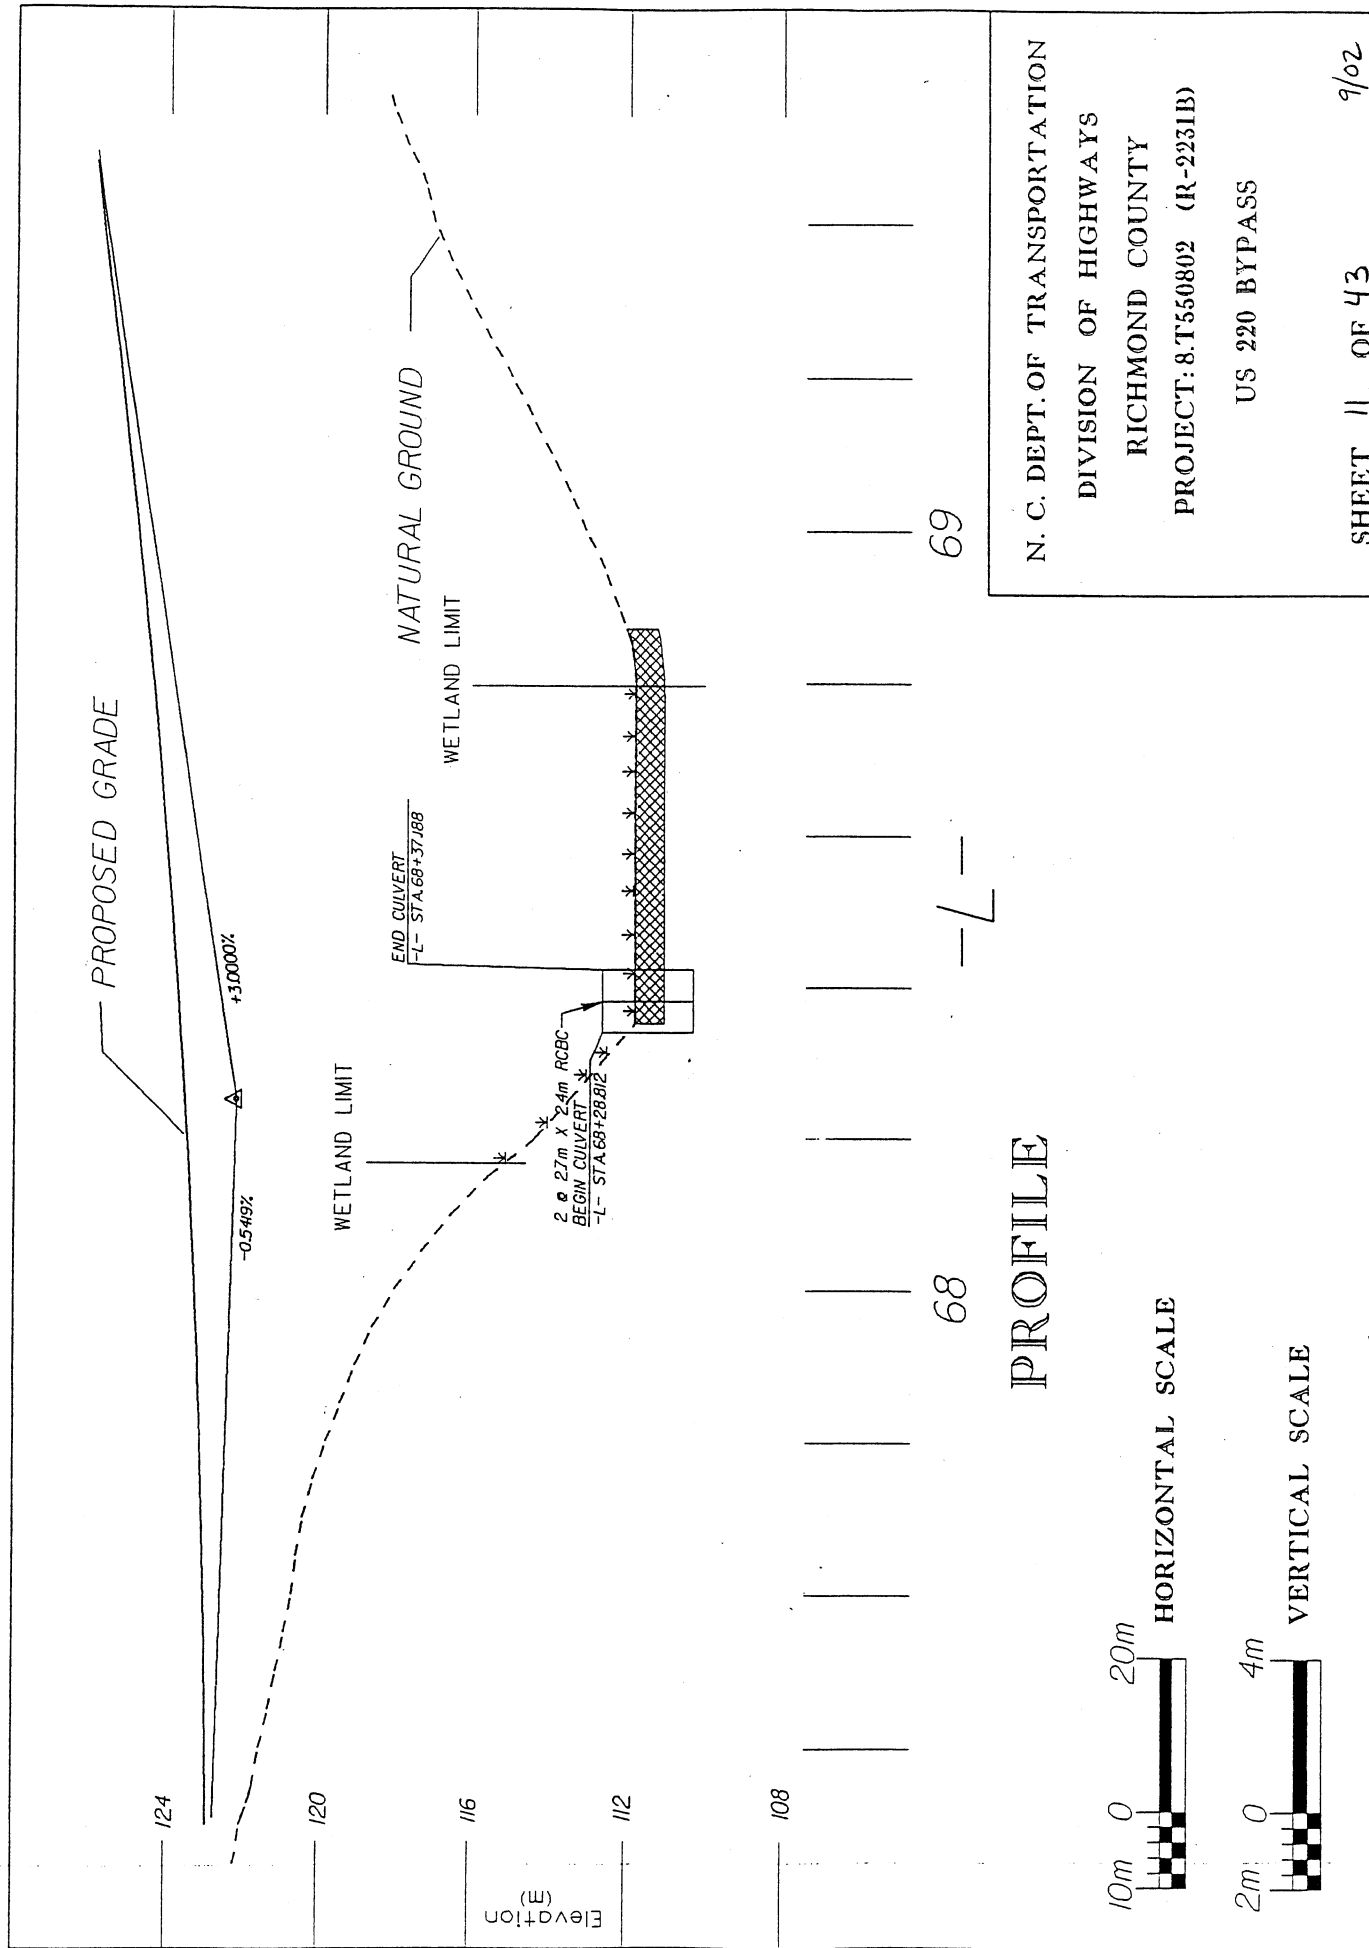 PROPOSED GRADE
-0.5419%
+3.0000%
NATURAL GROUND
WETLAND LIMIT
WETLAND LIMIT
END CULVERT
-L- STA.68+37.188
2 @ 2.7m X 2.4m RCBC
BEGIN CULVERT
-L- STA.68+28.812
124
120
116
112
108
Elevation
(m)
68
69
-L-
PROFILE
10m 0 20m
HORIZONTAL SCALE
2m 0 4m
VERTICAL SCALE
N. C. DEPT. OF TRANSPORTATION
DIVISION OF HIGHWAYS
RICHMOND COUNTY
PROJECT: 8.T550802 (R-2231B)
US 220 BYPASS
SHEET 11 OF 43 9/02